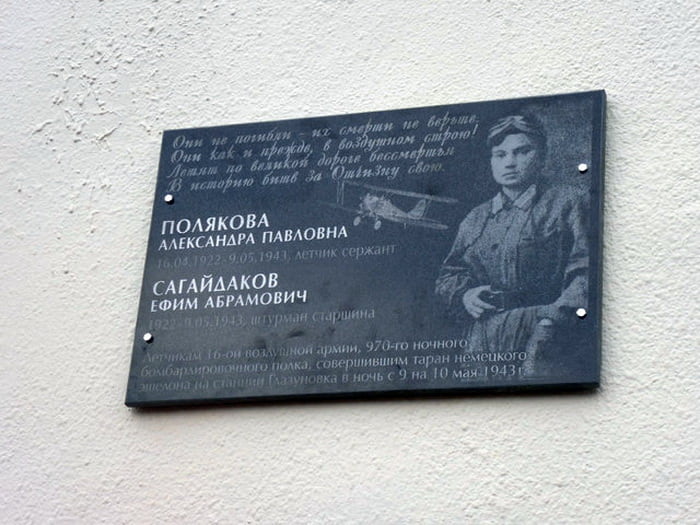 Они не погибли - их смерти не верьте.
Они как и прежде, в воздушном строю!
Летят по великой дороге бессмертья
В историю битв за Отчизну свою.
ПОЛЯКОВА
АЛЕКСАНДРА ПАВЛОВНА
16.04.1922-9.05.1943, летчик сержант
САГАЙДАКОВ
ЕФИМ АБРАМОВИЧ
1922-9.05.1943, штурман старшина
Летчикам 16-ой воздушной армии, 970-го ночного
бомбардировочного полка, совершившим таран немецкого
эшелона на станции Глазуновка в ночь с 9 на 10 мая 1943г.